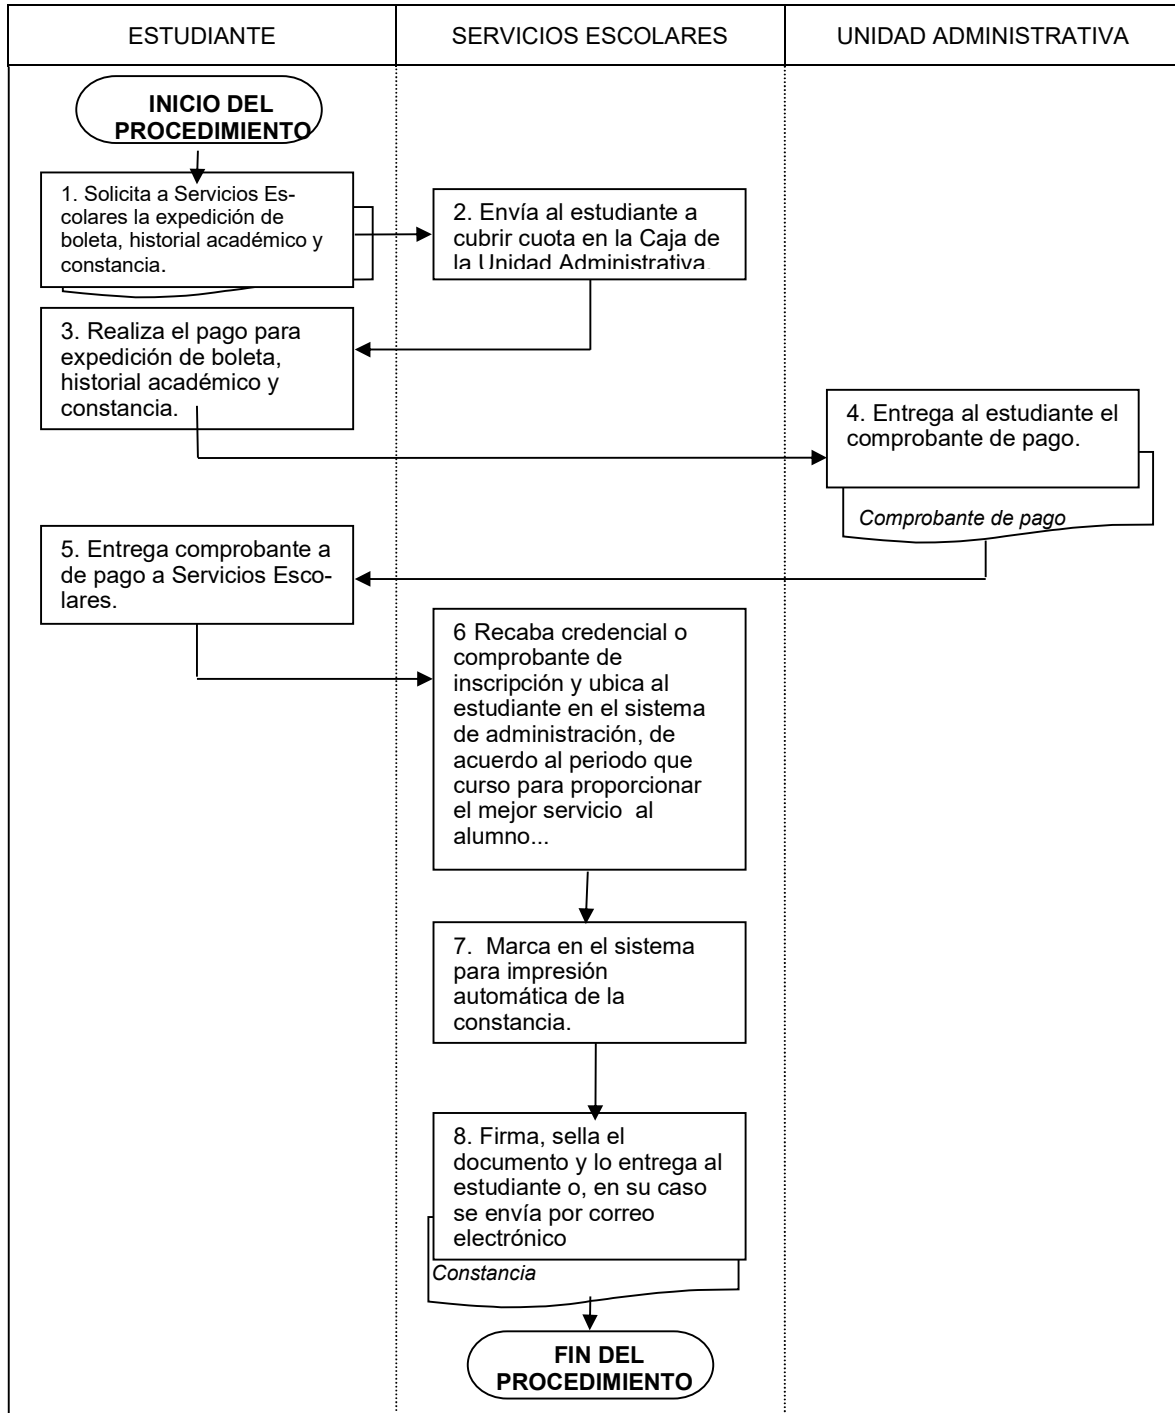 ESTUDIANTE
SERVICIOS ESCOLARES
UNIDAD ADMINISTRATIVA
INICIO DEL
PROCEDIMIENTO
1. Solicita a Servicios Es-
colares la expedición de
boleta, historial académico y
constancia.
2. Envía al estudiante a
cubrir cuota en la Caja de
la Unidad Administrativa.
3. Realiza el pago para
expedición de boleta,
historial académico y
constancia.
4. Entrega al estudiante el
comprobante de pago.
Comprobante de pago
5. Entrega comprobante a
de pago a Servicios Esco-
lares.
6 Recaba credencial o
comprobante de
inscripción y ubica al
estudiante en el sistema
de administración, de
acuerdo al periodo que
curso para proporcionar
el mejor servicio al
alumno...
7. Marca en el sistema
para impresión
automática de la
constancia.
8. Firma, sella el
documento y lo entrega al
estudiante o, en su caso
se envía por correo
electrónico
Constancia
FIN DEL
PROCEDIMIENTO